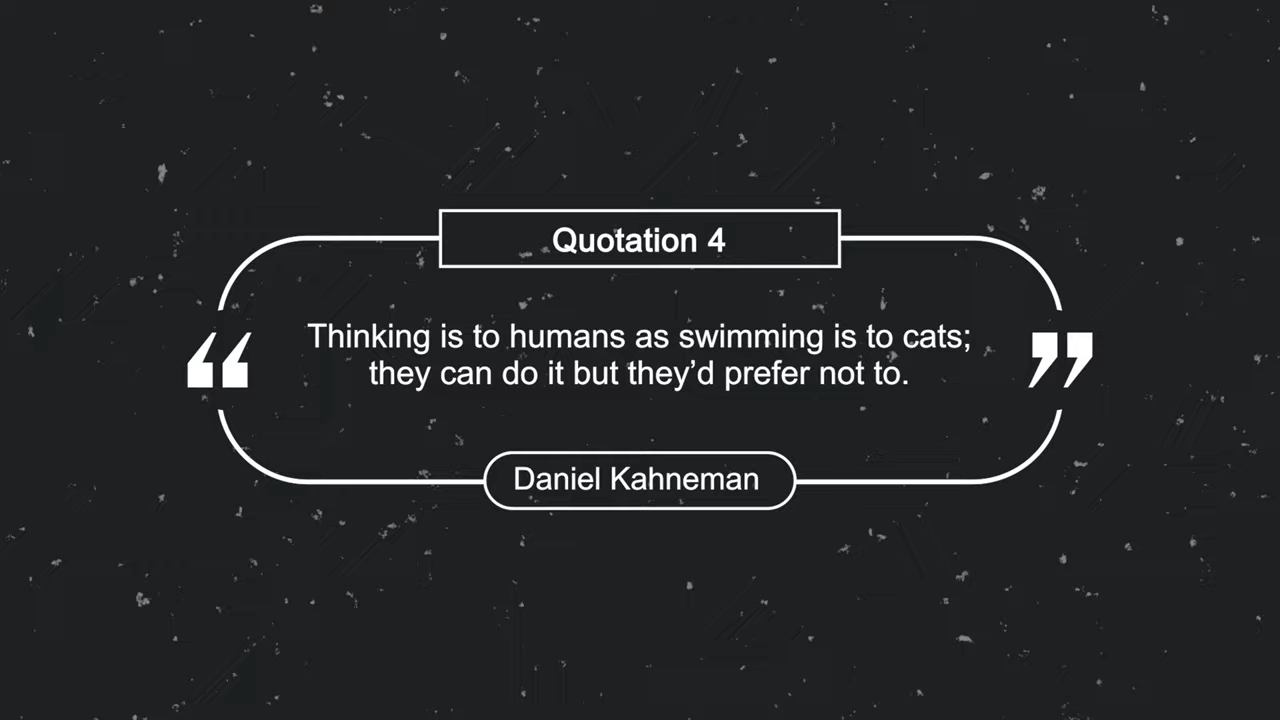 Quotation 4
Thinking is to humans as swimming is to cats;
they can do it but they’d prefer not to.
Daniel Kahneman